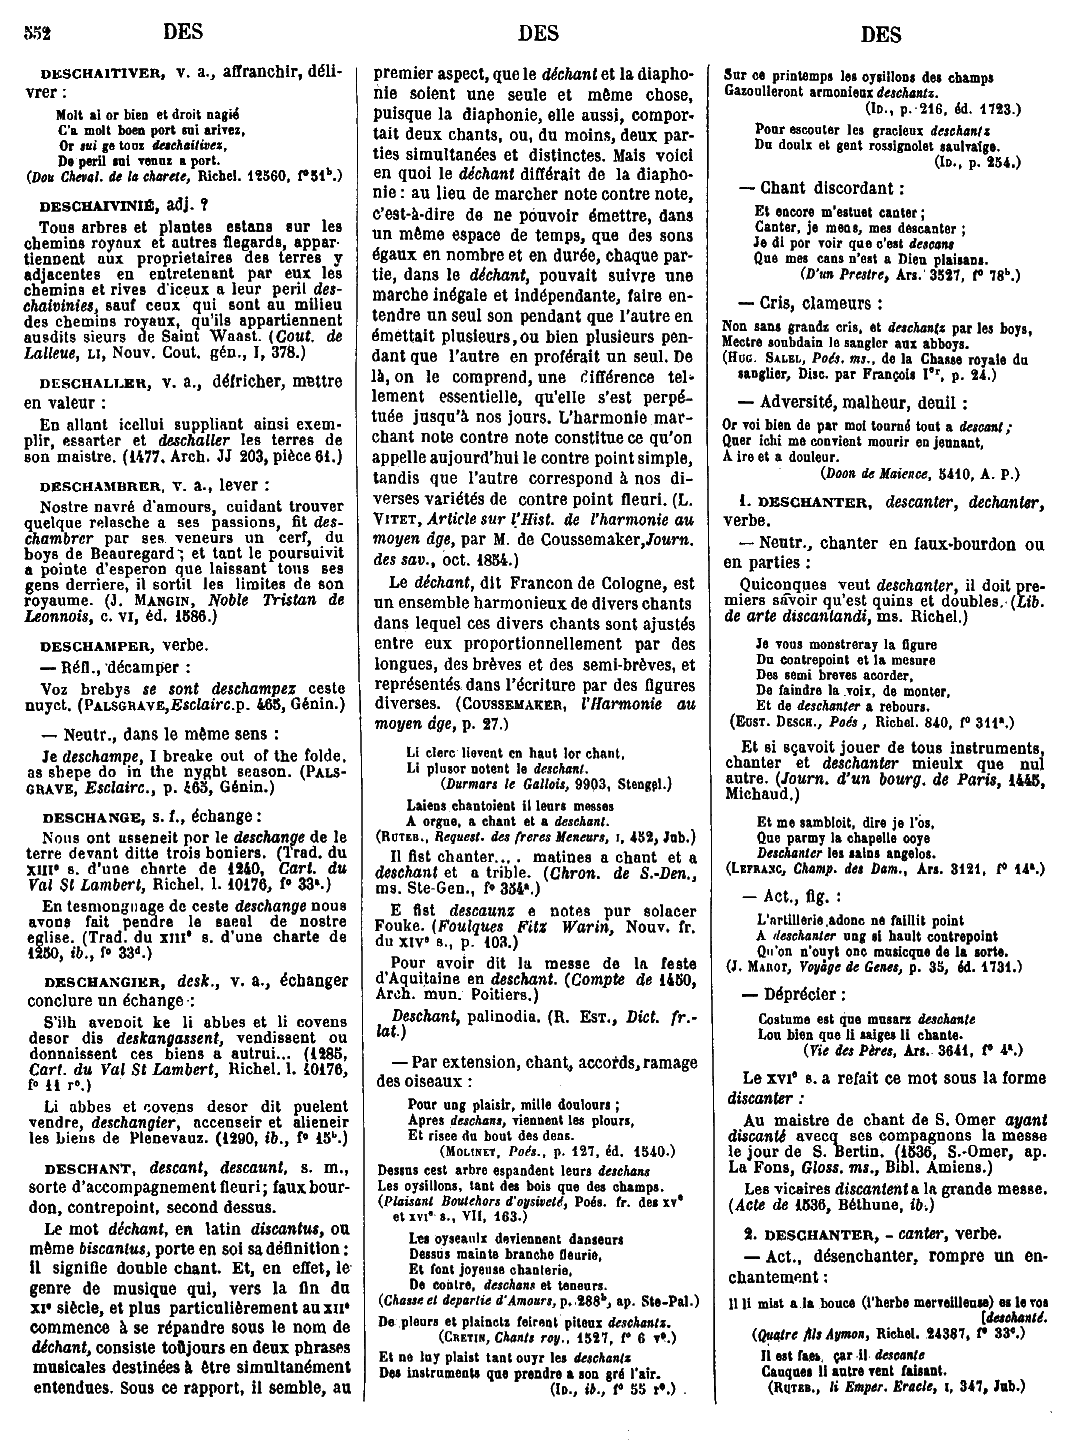 552
DES
DES
DES
DESCHAITIVER, v. a., affranchir, déli-
vrer :
Molt ai or bien et droit nagié
C'a molt boen port sui arivez,
Or sui ge touz deschaitivez,
De peril sui venuz a port.
(Dou Cheval. de la charete, Richel. 12560, f° 51ᵇ.)
DESCHAIVINIÉ, adj. ?
Tous arbres et plantes estans sur les
chemins royaux et autres flegards, appar-
tiennent aux proprietaires des terres y
adjacentes en entretenant par eux les
chemins et rives d'iceux a leur peril des-
chaivinies, sauf ceux qui sont au milieu
des chemins royaux, qu'ils appartiennent
ausdits sieurs de Saint Waast. (Cout. de
Lalleue, LI, Nouv. Cout. gén., I, 378.)
DESCHALLER, v. a., défricher, mettre
en valeur :
En allant icellui suppliant ainsi exem-
plir, essarter et deschaller les terres de
son maistre. (1477, Arch. JJ 203, pièce 61.)
DESCHAMBRER, v. a., lever :
Nostre navré d'amours, cuidant trouver
quelque relasche a ses passions, fit des-
chambrer par ses veneurs un cerf, du
boys de Beauregard ; et tant le poursuivit
a pointe d'esperon que laissant tous ses
gens derriere, il sortit les limites de son
royaume. (J. MANGIN, Noble Tristan de
Leonnois, c. VI, éd. 1586.)
DESCHAMPER, verbe.
— Réfl., décamper :
Voz brebys se sont deschampez ceste
nuyct. (PALSGRAVE, Esclairc. p. 465, Génin.)
— Neutr., dans le même sens :
Je deschampe, I breake out of the folde,
as shepe do in the nyght season. (PALS-
GRAVE, Esclairc., p. 465, Génin.)
DESCHANGE, s. f., échange :
Nous ont asseneit por le deschange de le
terre devant ditte trois boniers. (Trad. du
XIIIᵉ s. d'une charte de 1240, Cart. du
Val St Lambert, Richel. l. 10176, f° 33ᵃ.)
En tesmongnage de ceste deschange nous
avons fait pendre le saeal de nostre
eglise. (Trad. du XIIIᵉ s. d'une charte de
1250, ib., f° 33ᵈ.)
DESCHANGIER, desk., v. a., échanger
conclure un échange :
S'ilh avenoit ke li abbes et li covens
desor dis deskangassent, vendissent ou
donnaissent ces biens a autrui... (1285,
Cart. du Val St Lambert, Richel. l. 10176,
f° 11 r°.)
Li abbes et covens desor dit puelent
vendre, deschangier, accenseir et alieneir
les biens de Plenevauz. (1290, ib., f° 15ᵇ.)
DESCHANT, descant, descaunt, s. m.,
sorte d'accompagnement fleuri ; faux bour-
don, contrepoint, second dessus.
Le mot déchant, en latin discantus, ou
même biscantus, porte en soi sa définition :
il signifie double chant. Et, en effet, le
genre de musique qui, vers la fin du
XIᵉ siècle, et plus particulièrement au XIIᵉ
commence à se répandre sous le nom de
déchant, consiste toujours en deux phrases
musicales destinées à être simultanément
entendues. Sous ce rapport, il semble, au
premier aspect, que le déchant et la diapho-
nie soient une seule et même chose,
puisque la diaphonie, elle aussi, compor-
tait deux chants, ou, du moins, deux par-
ties simultanées et distinctes. Mais voici
en quoi le déchant différait de la diapho-
nie : au lieu de marcher note contre note,
c'est-à-dire de ne pouvoir émettre, dans
un même espace de temps, que des sons
égaux en nombre et en durée, chaque par-
tie, dans le déchant, pouvait suivre une
marche inégale et indépendante, faire en-
tendre un seul son pendant que l'autre en
émettait plusieurs, ou bien plusieurs pen-
dant que l'autre en proférait un seul. De
là, on le comprend, une différence tel-
lement essentielle, qu'elle s'est perpé-
tuée jusqu'à nos jours. L'harmonie mar-
chant note contre note constitue ce qu'on
appelle aujourd'hui le contre point simple,
tandis que l'autre correspond à nos di-
verses variétés de contre point fleuri. (L.
VITET, Article sur l'Hist. de l'harmonie au
moyen âge, par M. de Coussemaker, Journ.
des sav., oct. 1854.)
Le déchant, dit Francon de Cologne, est
un ensemble harmonieux de divers chants
dans lequel ces divers chants sont ajustés
entre eux proportionnellement par des
longues, des brèves et des semi-brèves, et
représentés dans l'écriture par des figures
diverses. (COUSSEMAKER, l'Harmonie au
moyen âge, p. 27.)
Li clerc lievent en haut lor chant,
Li plusor notent le deschant.
(Durmars le Gallois, 9903, Stengel.)
Laiens chantoient il leurs messes
A orgue, a chant et a deschant.
(RUTEB., Request. des freres Meneurs, I, 452, Jub.)
Il fist chanter.... matines a chant et a
deschant et a trible. (Chron. de S.-Den.,
ms. Ste-Gen., f° 354ᵃ.)
E fist descaunz e notes pur solacer
Fouke. (Foulques Fitz Warin, Nouv. fr.
du XIVᵉ s., p. 103.)
Pour avoir dit la messe de la feste
d'Aquitaine en deschant. (Compte de 1450,
Arch. mun. Poitiers.)
Deschant, palinodia. (R. EST., Dict. fr.-
lat.)
— Par extension, chant, accords, ramage
des oiseaux :
Pour ung plaisir, mille doulours ;
Apres deschans, viennent les plours,
Et risee du bout des dens.
(MOLINET, Poés., p. 127, éd. 1540.)
Dessus cest arbre espandent leurs deschans
Les oysillons, tant des bois que des champs.
(Plaisant Boutehors d'oysiveté, Poés. fr. des XVᵉ
et XVIᵉ s., VII, 163.)
Les oyseaulx deviennent danseurs
Dessus mainte branche fleurie,
Et font joyeuse chanterie,
De contre, deschans et teneurs.
(Chasse et departie d'Amours, p. 288ᵇ, ap. Ste-Pal.)
De pleurs et plainctz feirent piteux deschantz.
(CRETIN, Chants roy., 1527, f° 6 v°.)
Et ne luy plaist tant ouyr les deschantz
Des instruments que prendre a son gré l'air.
(ID., ib., f° 55 r°.)
Sur ce printemps les oysillons des champs
Gazoulleront armonieux deschantz.
(ID., p. 216, éd. 1723.)
Pour escouter les gracieux deschantz
Du doulx et gent rossignolet saulvaige.
(ID., p. 254.)
— Chant discordant :
Et encore m'estuet canter ;
Canter, je mens, mes descanter ;
Je di por voir que c'est descans
Que mes cans n'est a Dieu plaisans.
(D'un Prestre, Ars. 3527, f° 78ᵇ.)
— Cris, clameurs :
Non sans grandz cris, et deschantz par les boys,
Mectre soubdain le sangler aux abboys.
(HUG. SALEL, Poés. ms., de la Chasse royale du
sanglier, Disc. par François Iᵉʳ, p. 24.)
— Adversité, malheur, deuil :
Or voi bien de par moi tourné tout a descant ;
Quer ichi me convient mourir en jeunant,
A ire et a douleur.
(Doon de Maience, 5410, A. P.)
1. DESCHANTER, descanter, dechanter,
verbe.
— Neutr., chanter en faux-bourdon ou
en parties :
Quiconques veut deschanter, il doit pre-
miers savoir qu'est quins et doubles. (Lib.
de arte discantandi, ms. Richel.)
Je vous monstreray la figure
Du contrepoint et la mesure
Des semi breves acorder,
De faindre la voix, de monter,
Et de deschanter a rebours.
(EUST. DESCH., Poés, Richel. 840, f° 311ᵃ.)
Et si sçavoit jouer de tous instruments,
chanter et deschanter mieulx que nul
autre. (Journ. d'un bourg. de Paris, 1445,
Michaud.)
Et me sambloit, dire je l'os,
Que parmy la chapelle ooye
Deschanter les sains angelos.
(LEFRANC, Champ. des Dam., Ars. 3121, f° 14ᵃ.)
— Act., fig. :
L'artillerie adonc ne faillit point
A deschanter ung si hault contrepoint
Qu'on n'ouyt onc musicque de la sorte.
(J. MAROT, Voyage de Genes, p. 35, éd. 1731.)
— Déprécier :
Costume est que musarz deschante
Lou bien que li saiges li chante.
(Vie des Pères, Ars. 3641, f° 4ᵃ.)
Le XVIᵉ s. a refait ce mot sous la forme
discanter :
Au maistre de chant de S. Omer ayant
discanté avecq ses compagnons la messe
le jour de S. Bertin. (1536, S.-Omer, ap.
La Fons, Gloss. ms., Bibl. Amiens.)
Les vicaires discantent a la grande messe.
(Acte de 1536, Béthune, ib.)
2. DESCHANTER, - canter, verbe.
— Act., désenchanter, rompre un en-
chantement :
Il li mist a la bouce (l'herbe merveilleuse) es le vos
[deschanté.
(Quatre fils Aymon, Richel. 24387, f° 33ᵉ.)
Il est faes, çar il descante
Cauques li autre vent faisant.
(RUTEB., li Emper. Eracle, I, 347, Jub.)